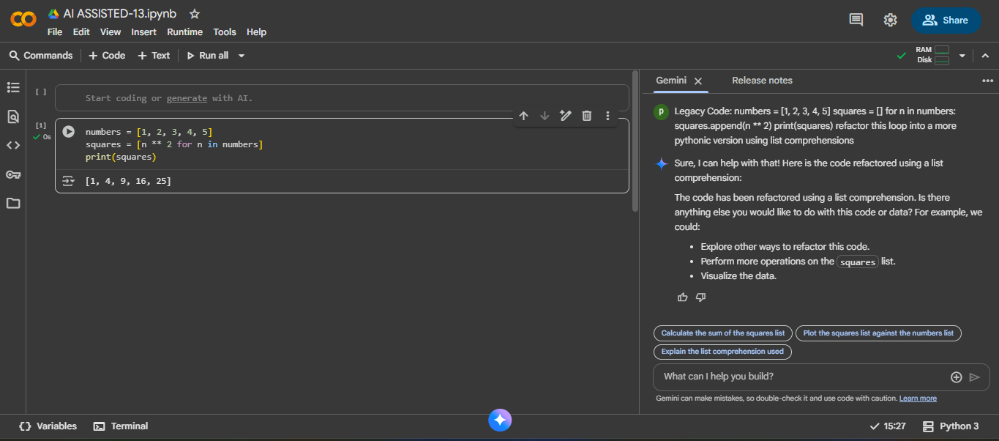 AI ASSISTED-13.ipynb
File Edit View Insert Runtime Tools Help
Share
Commands + Code + Text Run all
RAM
Disk
[ ] Start coding or generate with AI.
[1] 0s
numbers = [1, 2, 3, 4, 5]
squares = [n ** 2 for n in numbers]
print(squares)
[1, 4, 9, 16, 25]
Gemini Release notes
P
Legacy Code: numbers = [1, 2, 3, 4, 5] squares = [] for n in numbers:
squares.append(n ** 2) print(squares) refactor this loop into a more
pythonic version using list comprehensions
Sure, I can help with that! Here is the code refactored using a list
comprehension:
The code has been refactored using a list comprehension. Is there
anything else you would like to do with this code or data? For example, we
could:
• Explore other ways to refactor this code.
• Perform more operations on the squares list.
• Visualize the data.
Calculate the sum of the squares list Plot the squares list against the numbers list
Explain the list comprehension used
What can I help you build?
Gemini can make mistakes, so double-check it and use code with caution. Learn more
{} Variables Terminal 15:27 Python 3